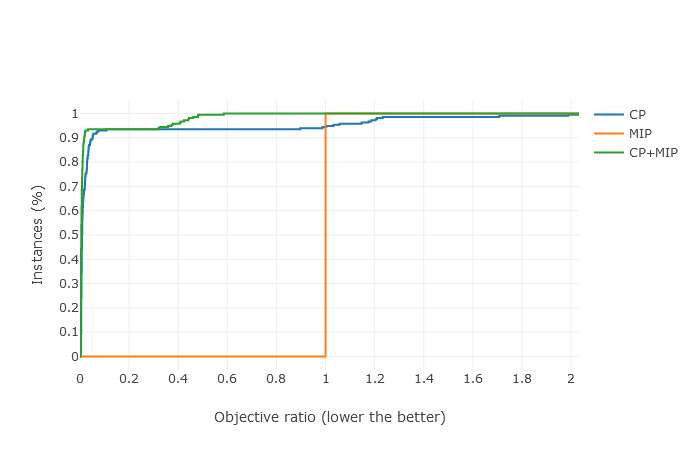 1
0.9
0.8
0.7
0.6
0.5
0.4
0.3
0.2
0.1
0
Instances (%)
0 0.2 0.4 0.6 0.8 1 1.2 1.4 1.6 1.8 2
Objective ratio (lower the better)
CP
MIP
CP+MIP